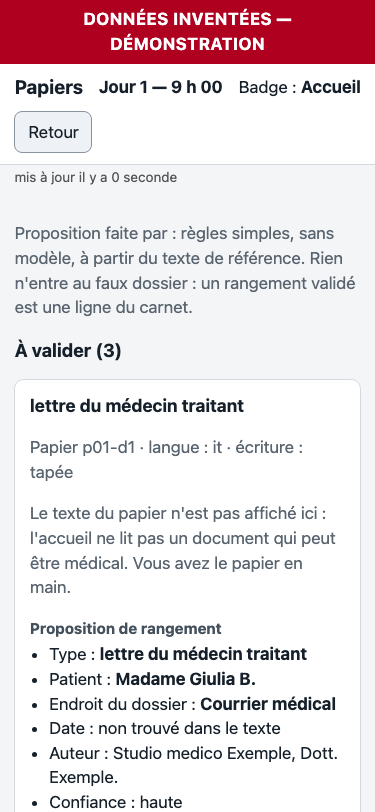 DONNÉES INVENTÉES —
DÉMONSTRATION
Papiers Jour 1 — 9 h 00 Badge : Accueil
Retour
mis à jour il y a 0 seconde
Proposition faite par : règles simples, sans
modèle, à partir du texte de référence. Rien
n'entre au faux dossier : un rangement validé
est une ligne du carnet.
À valider (3)
lettre du médecin traitant
Papier p01-d1 · langue : it · écriture :
tapée
Le texte du papier n'est pas affiché ici :
l'accueil ne lit pas un document qui peut
être médical. Vous avez le papier en
main.
Proposition de rangement
• Type : lettre du médecin traitant
• Patient : Madame Giulia B.
• Endroit du dossier : Courrier médical
• Date : non trouvé dans le texte
• Auteur : Studio medico Esempio, Dott.
Esempio.
• Confiance : haute